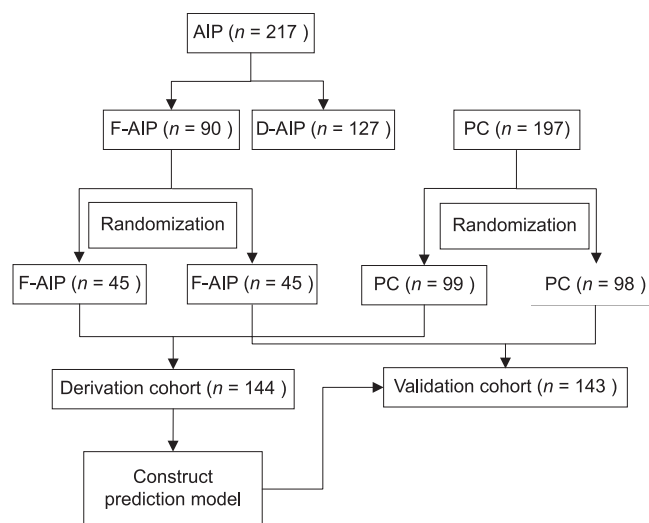 AIP (n = 217)
F-AIP (n = 90 )
D-AIP (n = 127)
PC (n = 197)
Randomization
Randomization
F-AIP (n = 45 )
F-AIP (n = 45 )
PC (n = 99 )
PC (n = 98 )
Derivation cohort (n = 144 )
Validation cohort (n = 143 )
Construct
prediction model